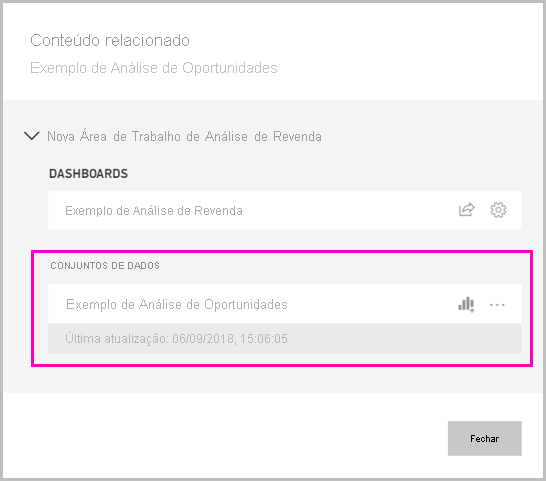 Conteúdo relacionado
Exemplo de Análise de Oportunidades
Nova Área de Trabalho de Análise de Revenda
DASHBOARDS
Exemplo de Análise de Revenda
CONJUNTOS DE DADOS
Exemplo de Análise de Oportunidades
Última atualização: 06/09/2018, 15:06:05
Fechar